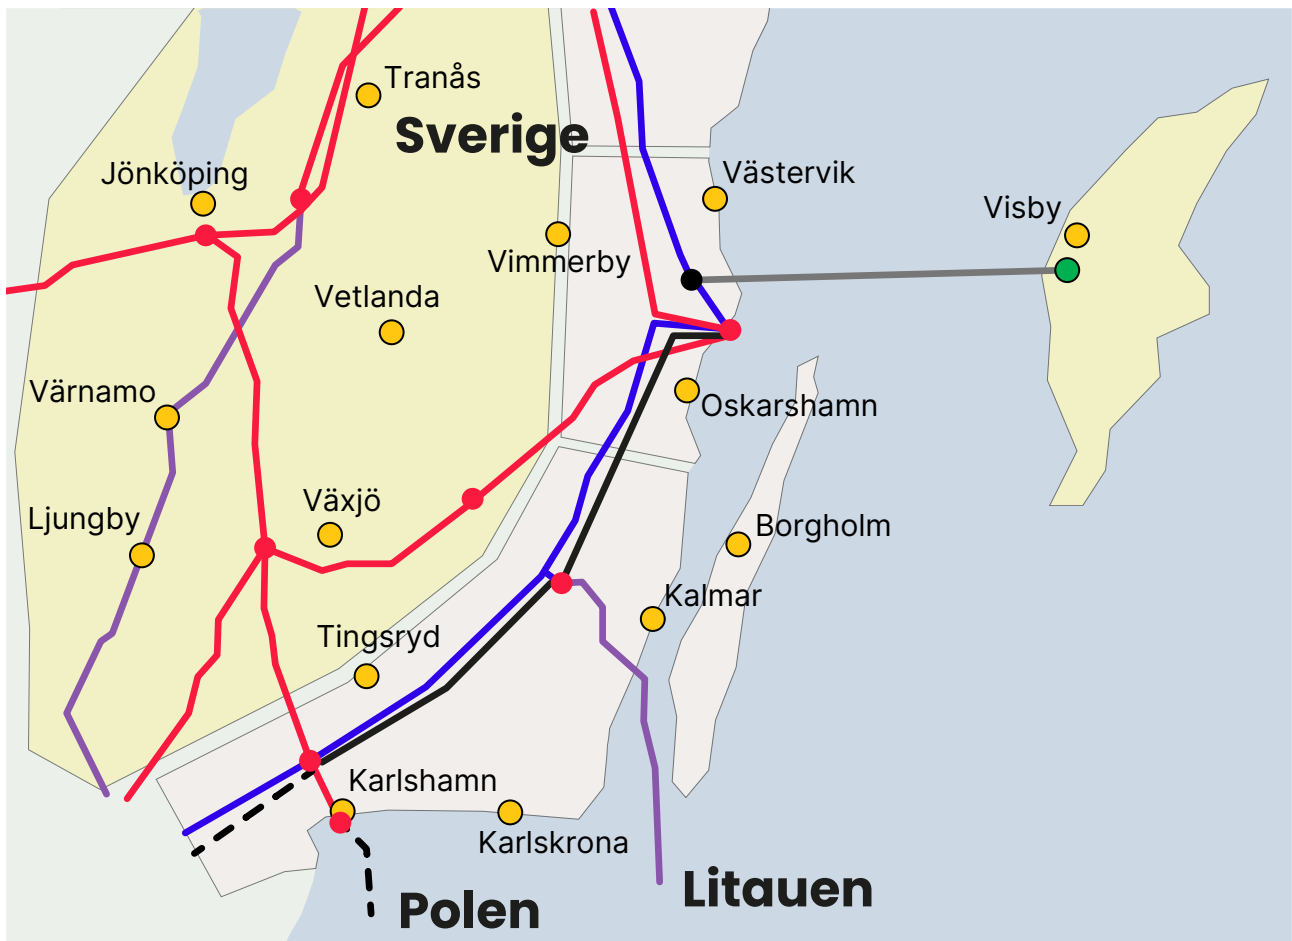 Tranås
Sverige
Jönköping
Västervik
Visby
Vimmerby
Vetlanda
Värnamo
Oskarshamn
Växjö
Ljungby
Borgholm
Kalmar
Tingsryd
Karlshamn
Karlskrona
Litauen
Polen